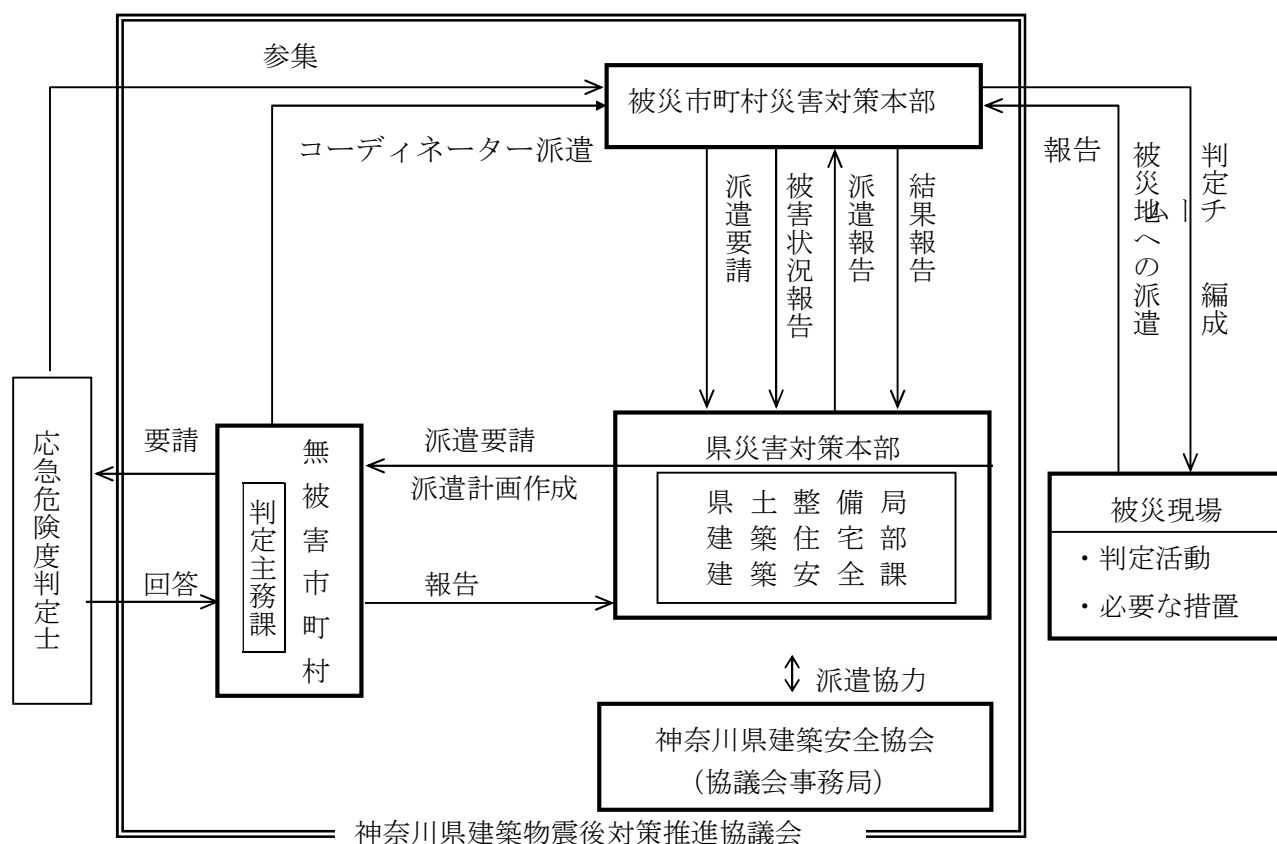 参集
被災市町村災害対策本部
コーディネーター派遣
報告
被災地への派遣
判定チーム編成
派遣要請
被害状況報告
派遣報告
結果報告
応急危険度判定士
要請
回答
無被害市町村
判定主務課
派遣要請
派遣計画作成
報告
県災害対策本部
県土整備局
建築住宅部
建築安全課
被災現場
・判定活動
・必要な措置
派遣協力
神奈川県建築安全協会
（協議会事務局）
神奈川県建築物震後対策推進協議会